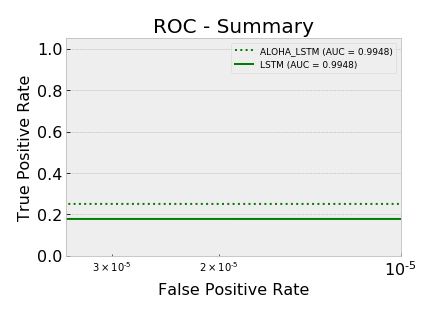 ROC - Summary
ALOHA_LSTM (AUC = 0.9948)
LSTM (AUC = 0.9948)
True Positive Rate
1.0
0.8
0.6
0.4
0.2
0.0
3 × 10⁻⁵ 2 × 10⁻⁵ 10⁻⁵
False Positive Rate